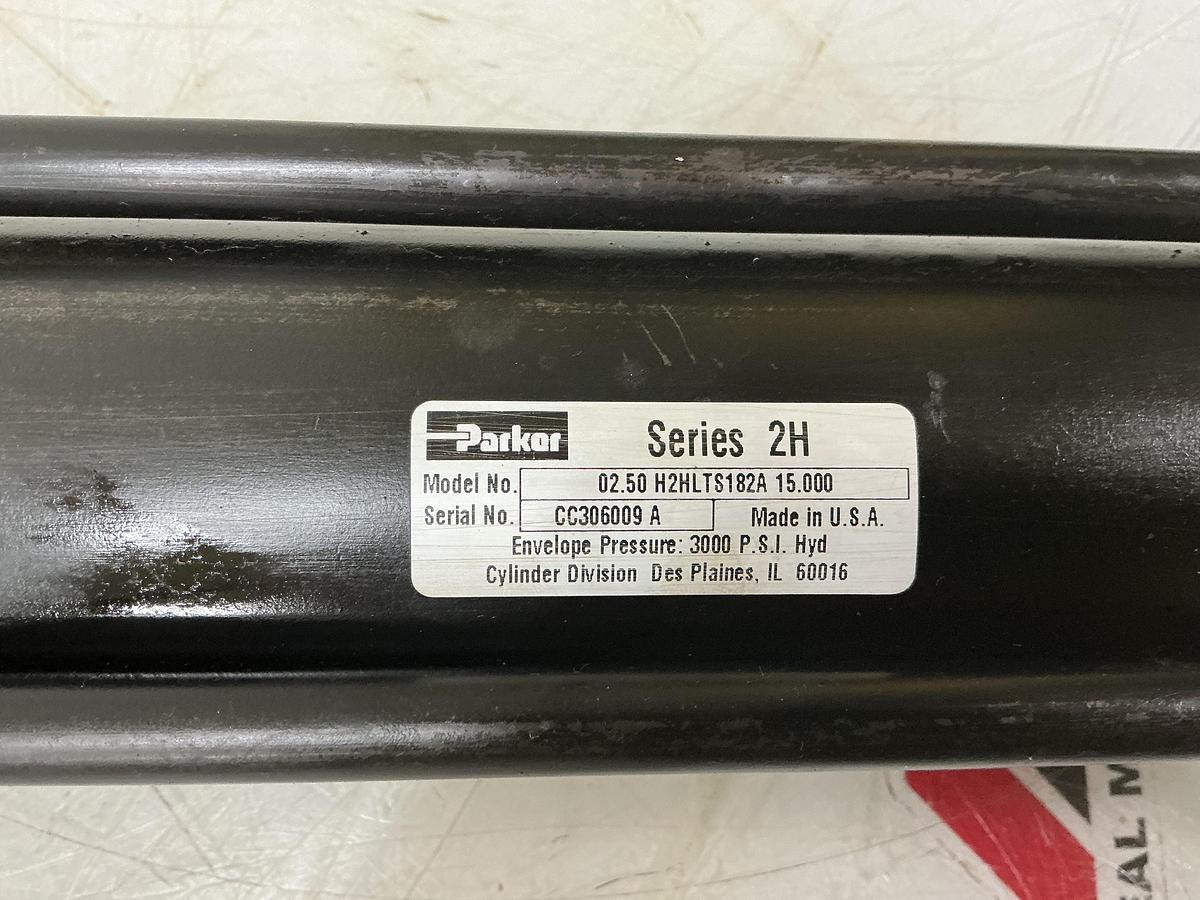 Parker Series 2H
Model No. 02.50 H2HLTS182A 15.000
Serial No. CC306009 A Made in U.S.A.
Envelope Pressure: 3000 P.S.I. Hyd
Cylinder Division Des Plaines, IL 60016